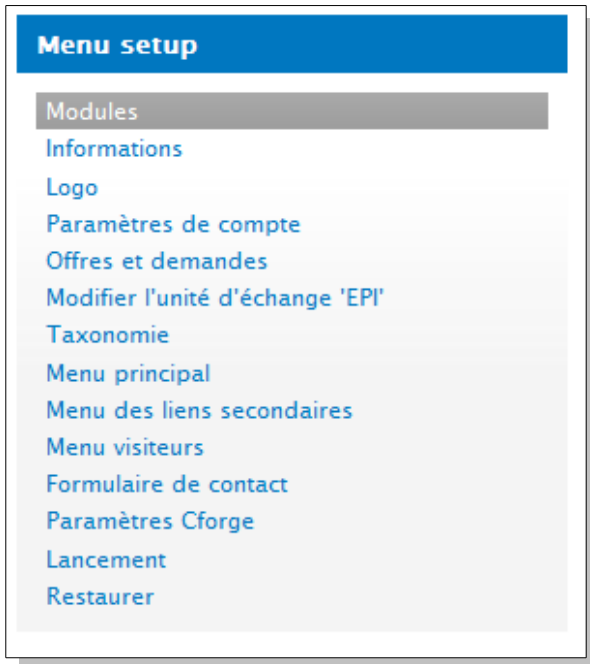 Menu setup
Modules
Informations
Logo
Paramètres de compte
Offres et demandes
Modifier l'unité d'échange 'EPI'
Taxonomie
Menu principal
Menu des liens secondaires
Menu visiteurs
Formulaire de contact
Paramètres Cforge
Lancement
Restaurer